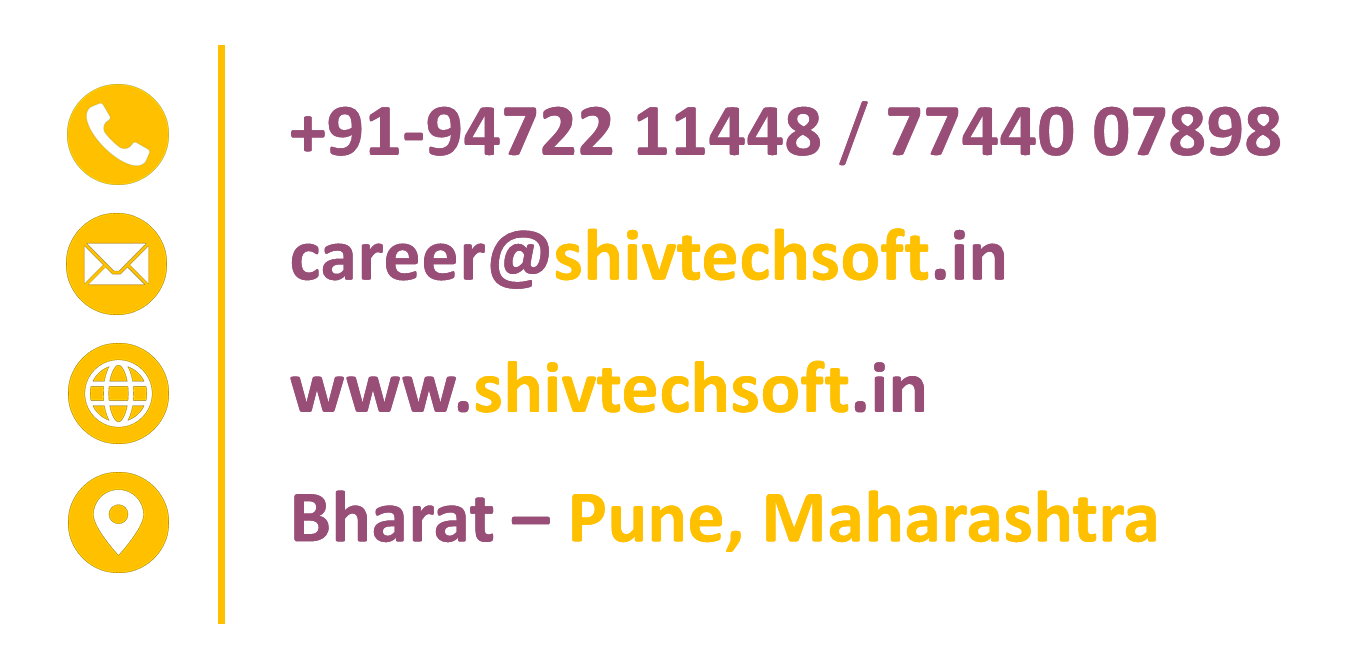 +91-94722 11448 / 77440 07898
career@shivtechsoft.in
www.shivtechsoft.in
Bharat – Pune, Maharashtra